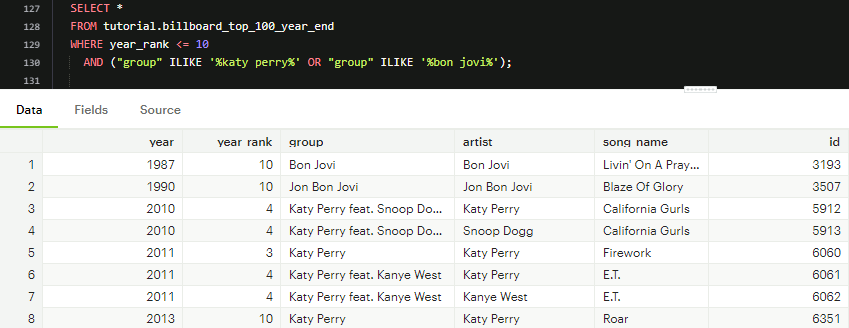 127 SELECT *
128 FROM tutorial.billboard_top_100_year_end
129 WHERE year_rank <= 10
130 AND ("group" ILIKE '%katy perry%' OR "group" ILIKE '%bon jovi%');
131
Data Fields Source
year year_rank group artist song_name id
1 1987 10 Bon Jovi Bon Jovi Livin' On A Pray... 3193
2 1990 10 Jon Bon Jovi Jon Bon Jovi Blaze Of Glory 3507
3 2010 4 Katy Perry feat. Snoop Do... Katy Perry California Gurls 5912
4 2010 4 Katy Perry feat. Snoop Do... Snoop Dogg California Gurls 5913
5 2011 3 Katy Perry Katy Perry Firework 6060
6 2011 4 Katy Perry feat. Kanye West Katy Perry E.T. 6061
7 2011 4 Katy Perry feat. Kanye West Kanye West E.T. 6062
8 2013 10 Katy Perry Katy Perry Roar 6351